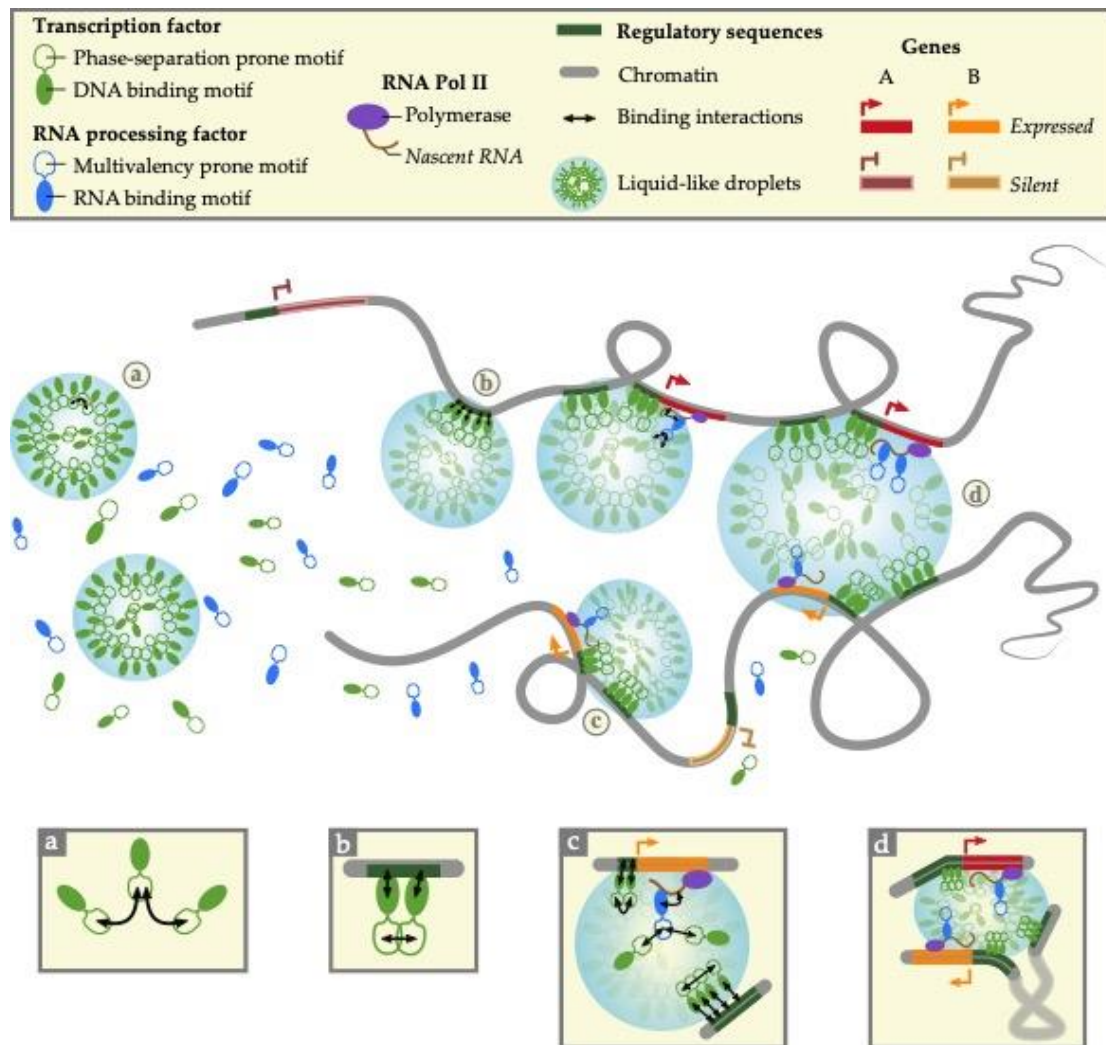 Transcription factor
Phase-separation prone motif
DNA binding motif
RNA processing factor
Multivalency prone motif
RNA binding motif
RNA Pol II
Polymerase
Nascent RNA
Regulatory sequences
Chromatin
Binding interactions
Liquid-like droplets
Genes
A B
Expressed
Silent
a
b
c
d
a
b
c
d